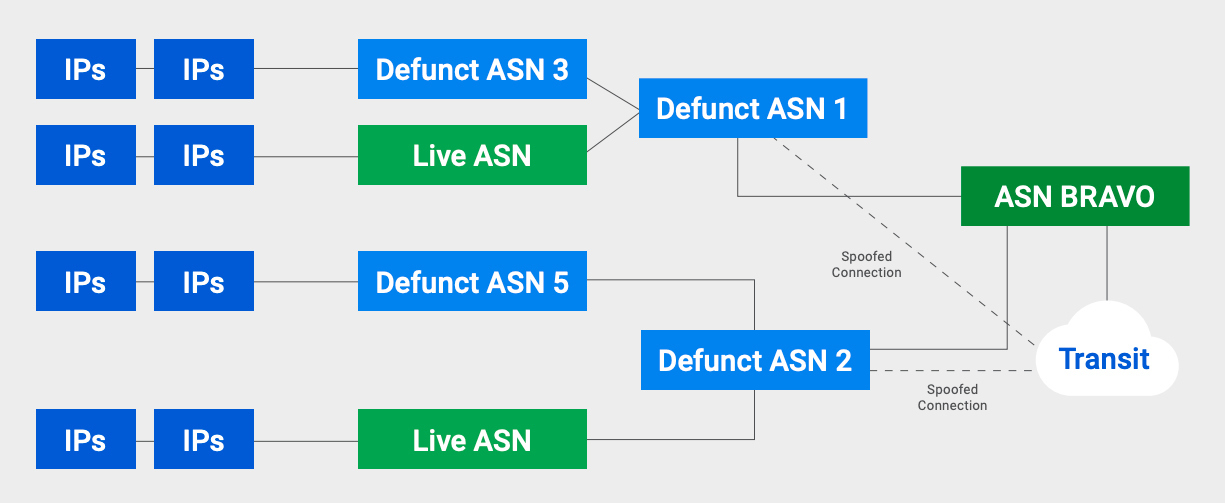 IPs IPs Defunct ASN 3
Defunct ASN 1
IPs IPs Live ASN
ASN BRAVO
Spoofed
Connection
IPs IPs Defunct ASN 5
Defunct ASN 2
Transit
Spoofed
Connection
IPs IPs Live ASN